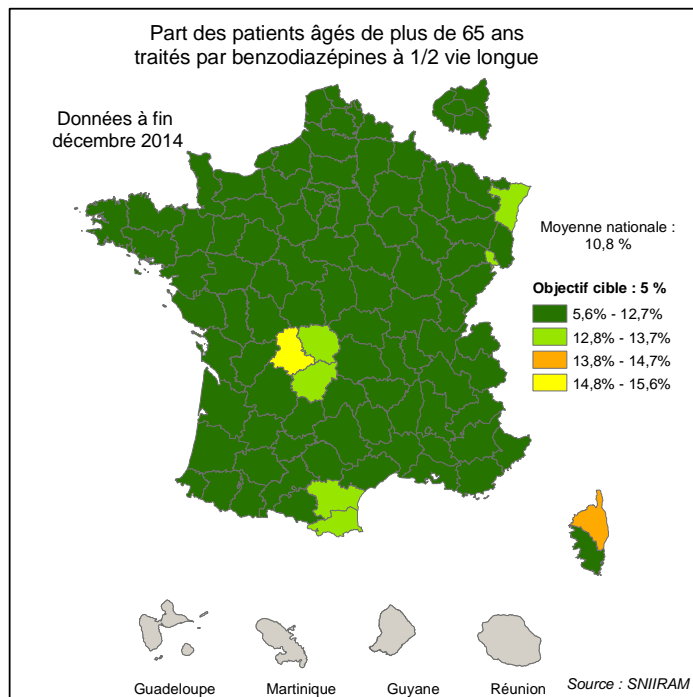 Part des patients âgés de plus de 65 ans
traités par benzodiazépines à 1/2 vie longue
Données à fin
décembre 2014
Moyenne nationale :
10,8 %
Objectif cible : 5 %
5,6% - 12,7%
12,8% - 13,7%
13,8% - 14,7%
14,8% - 15,6%
Guadeloupe
Martinique
Guyane
Réunion
Source : SNIIRAM